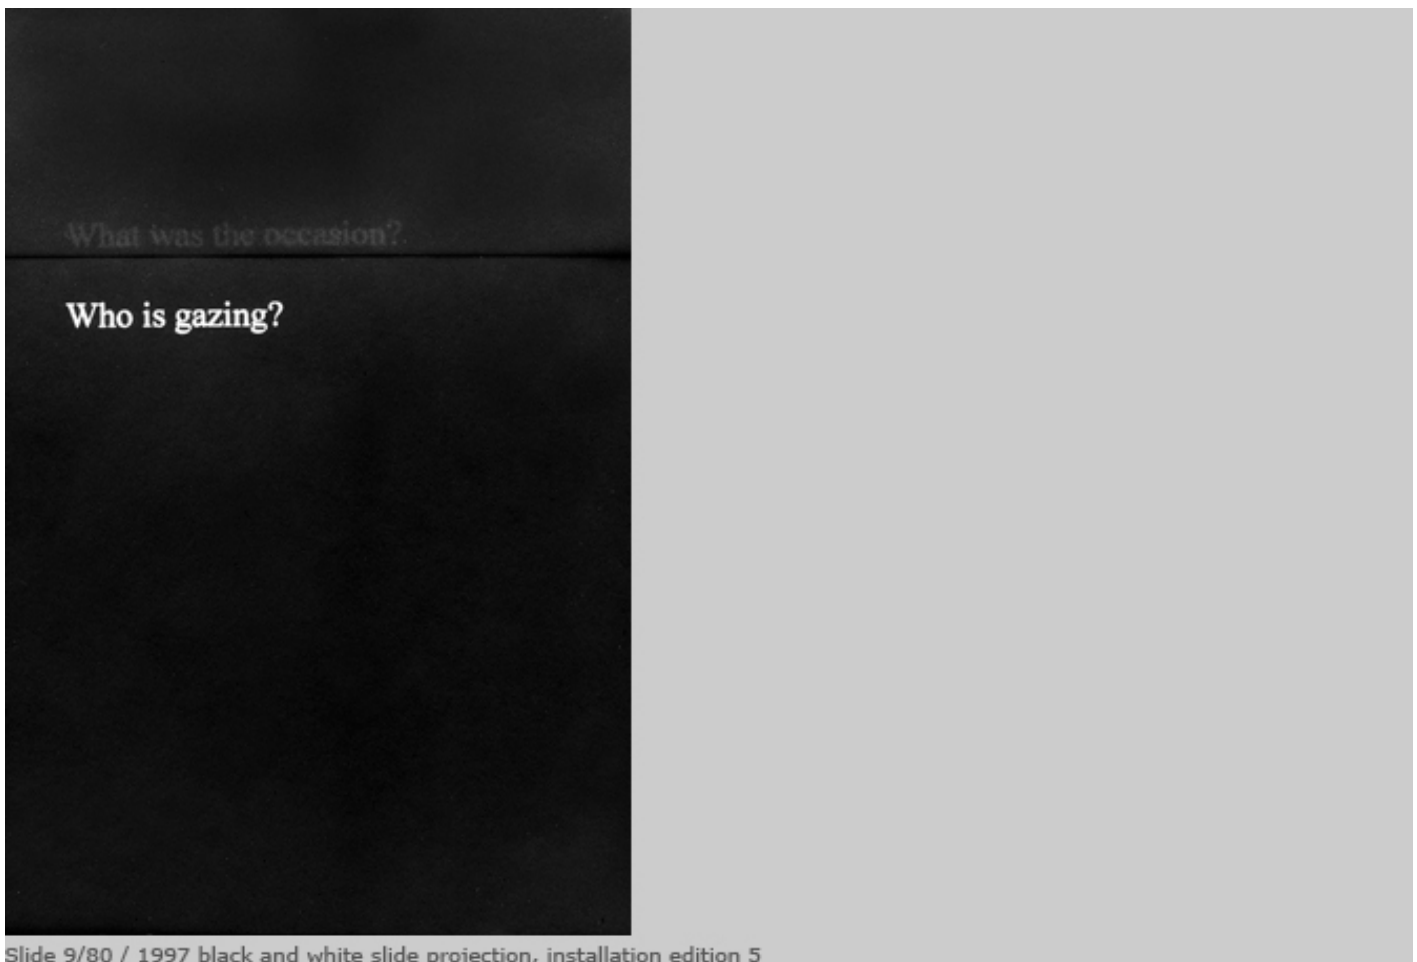 What was the occasion?
Who is gazing?
Slide 9/80 / 1997 black and white slide projection, installation edition 5